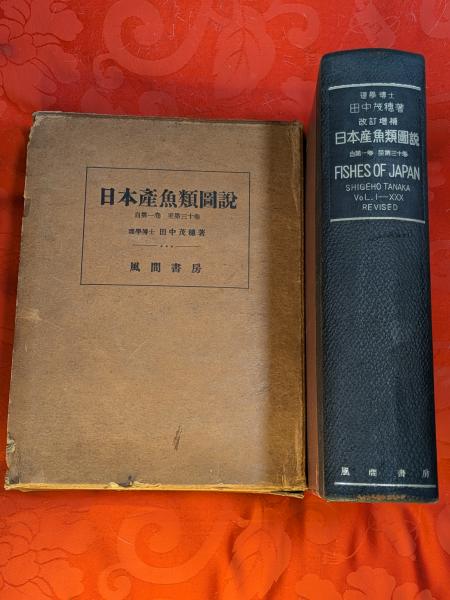 日本産魚類圖説
自第一卷 至第三十卷
理學博士 田中茂穗著
風間書房
理學博士
田中茂穗著
改訂増補
日本産魚類圖説
自第一卷 至第三十卷
FISHES OF JAPAN
SHIGEHO TANAKA
VOL. I—XXX
REVISED
風間書房